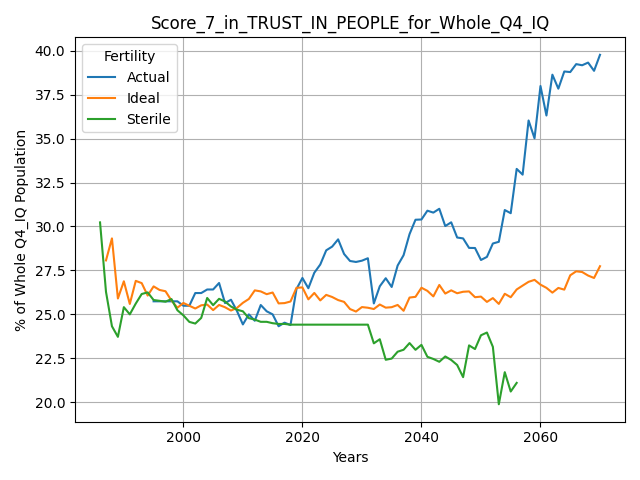 Score_7_in_TRUST_IN_PEOPLE_for_Whole_Q4_IQ
Fertility
Actual
Ideal
Sterile
% of Whole Q4_IQ Population
40.0
37.5
35.0
32.5
30.0
27.5
25.0
22.5
20.0
2000
2020
2040
2060
Years